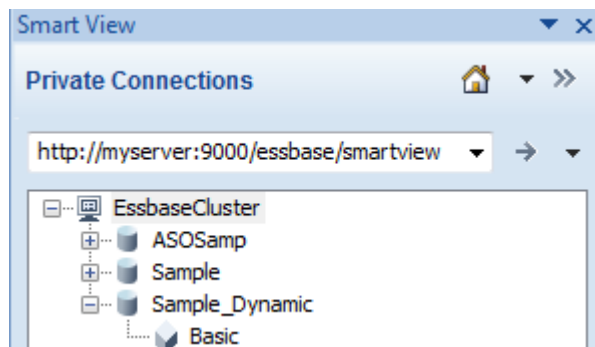 Smart View
Private Connections
http://myserver:9000/essbase/smartview
EssbaseCluster
ASOSamp
Sample
Sample_Dynamic
Basic